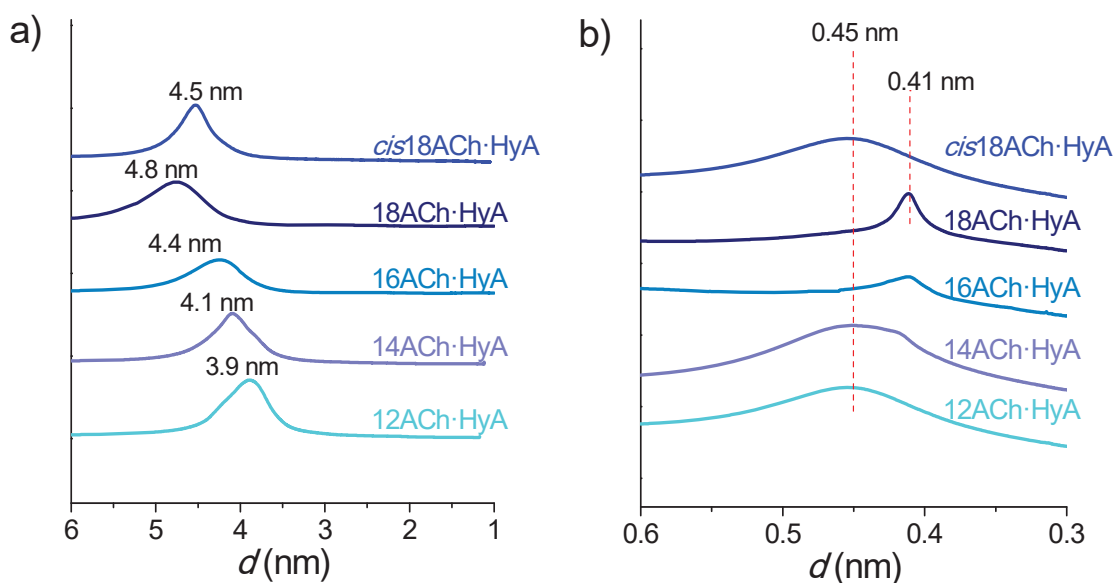 a)
4.5 nm
cis18ACh·HyA
4.8 nm
18ACh·HyA
4.4 nm
16ACh·HyA
4.1 nm
14ACh·HyA
3.9 nm
12ACh·HyA
6 5 4 3 2 1
d (nm)
b)
0.45 nm
0.41 nm
cis18ACh·HyA
18ACh·HyA
16ACh·HyA
14ACh·HyA
12ACh·HyA
0.6 0.5 0.4 0.3
d (nm)